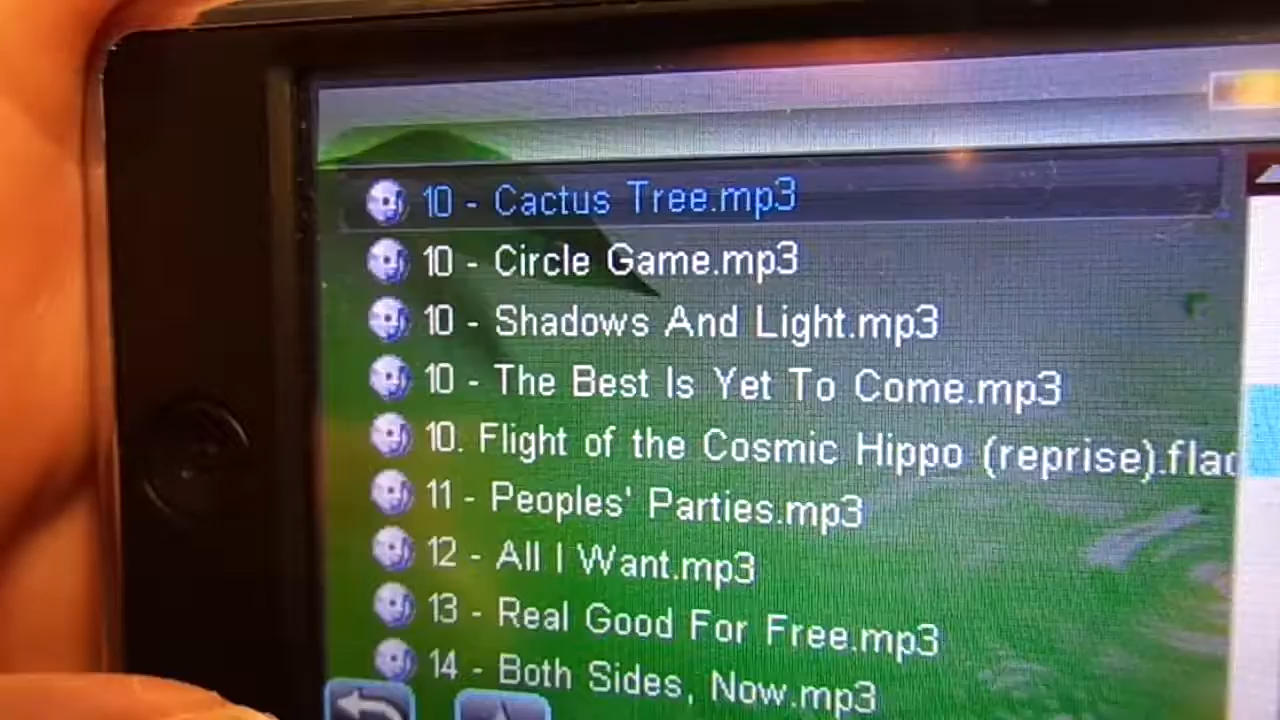 10 - Cactus Tree.mp3
10 - Circle Game.mp3
10 - Shadows And Light.mp3
10 - The Best Is Yet To Come.mp3
10. Flight of the Cosmic Hippo (reprise).flac
11 - Peoples' Parties.mp3
12 - All I Want.mp3
13 - Real Good For Free.mp3
14 - Both Sides, Now.mp3